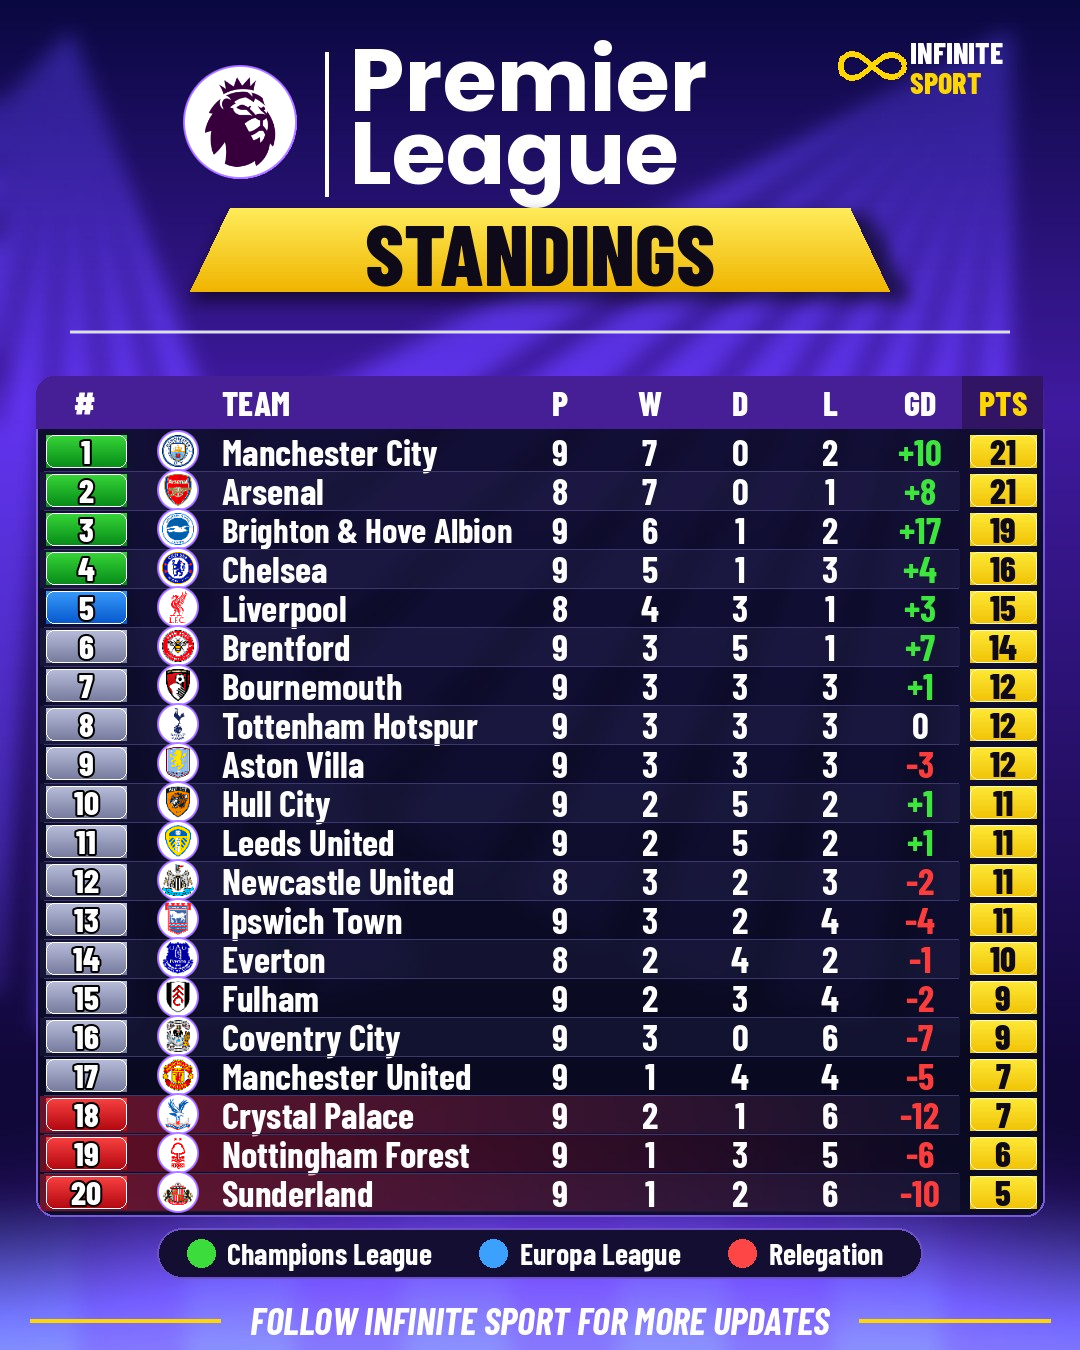 Premier
League
INFINITE
SPORT
STANDINGS
# TEAM P W D L GD PTS
1 Manchester City 9 7 0 2 +10 21
2 Arsenal 8 7 0 1 +8 21
3 Brighton & Hove Albion 9 6 1 2 +17 19
4 Chelsea 9 5 1 3 +4 16
5 Liverpool 8 4 3 1 +3 15
6 Brentford 9 3 5 1 +7 14
7 Bournemouth 9 3 3 3 +1 12
8 Tottenham Hotspur 9 3 3 3 0 12
9 Aston Villa 9 3 3 3 -3 12
10 Hull City 9 2 5 2 +1 11
11 Leeds United 9 2 5 2 +1 11
12 Newcastle United 8 3 2 3 -2 11
13 Ipswich Town 9 3 2 4 -4 11
14 Everton 8 2 4 2 -1 10
15 Fulham 9 2 3 4 -2 9
16 Coventry City 9 3 0 6 -7 9
17 Manchester United 9 1 4 4 -5 7
18 Crystal Palace 9 2 1 6 -12 7
19 Nottingham Forest 9 1 3 5 -6 6
20 Sunderland 9 1 2 6 -10 5
Champions League Europa League Relegation
FOLLOW INFINITE SPORT FOR MORE UPDATES